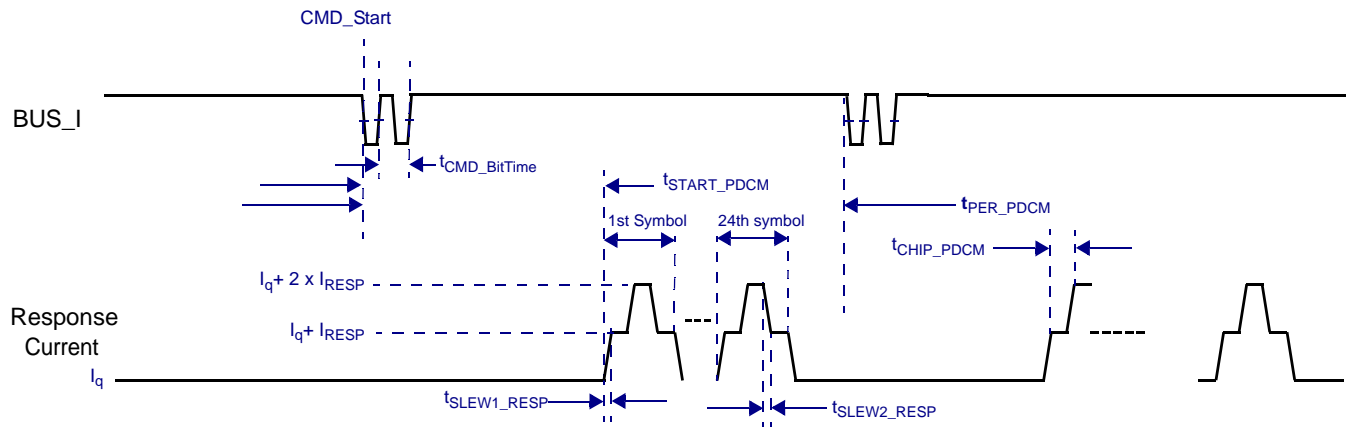 CMD_Start
BUS_I
tCMD_BitTime
tSTART_PDCM
tPER_PDCM
1st Symbol
24th symbol
tCHIP_PDCM
Iq+ 2 x IRESP
Response
Current
Iq+ IRESP
Iq
tSLEW1_RESP
tSLEW2_RESP